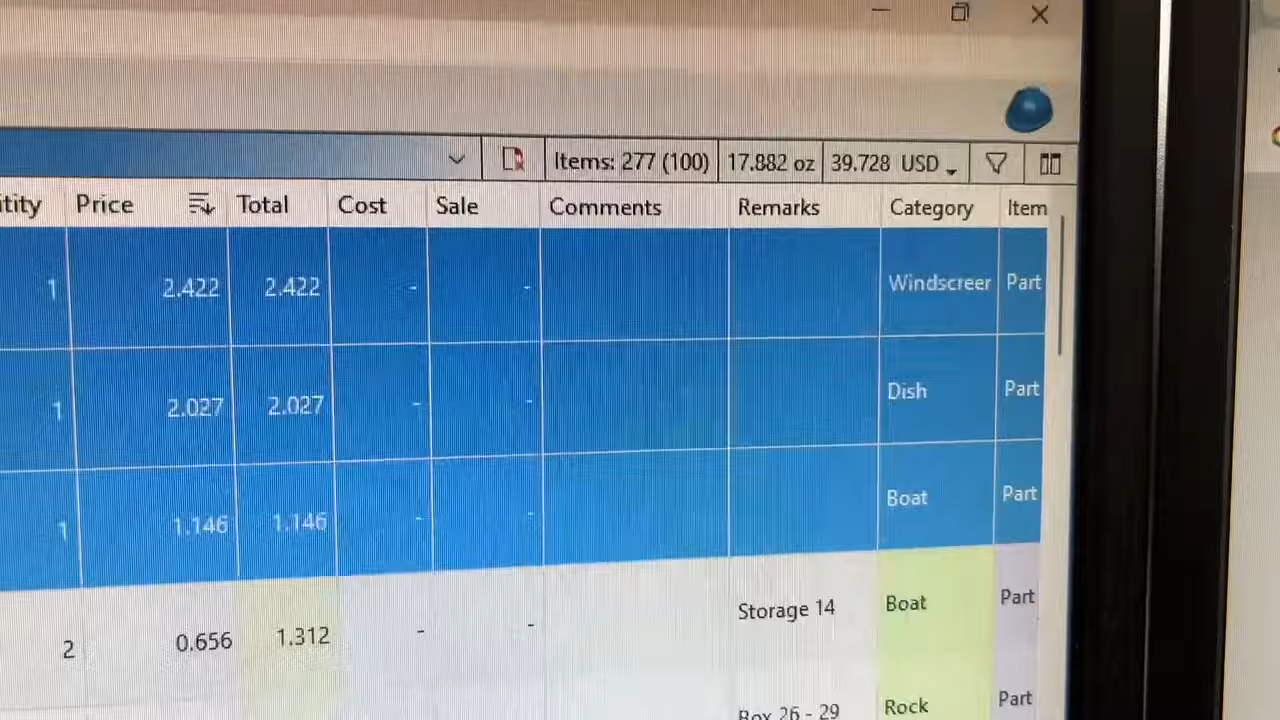 Items: 277 (100) 17.882 oz 39.728 USD
tity Price Total Cost Sale Comments Remarks Category Item
1 2.422 2.422 - - Windscreer Part
1 2.027 2.027 - - Dish Part
1 1.146 1.146 - - Boat Part
2 0.656 1.312 - - Storage 14 Boat Part
Box 26 - 29 Rock Part